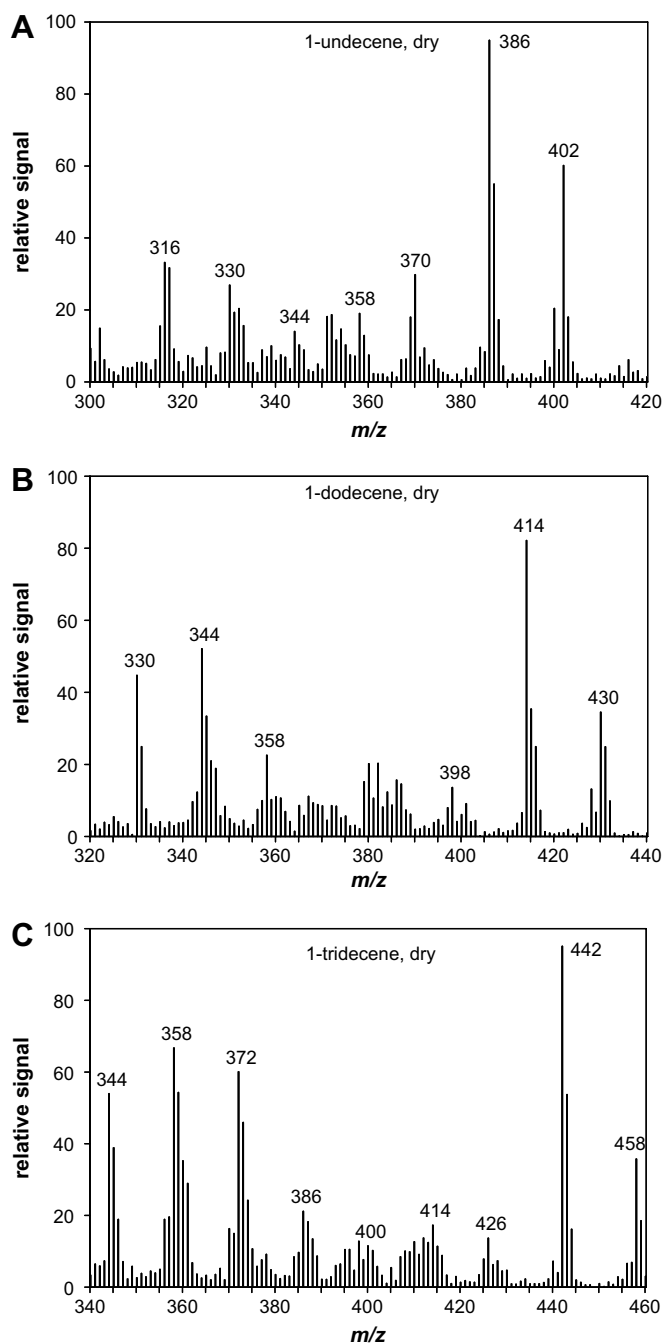 A
1-undecene, dry
relative signal
100
80
60
40
20
0
386
402
316
330
344
358
370
300 320 340 360 380 400 420
m/z
B
1-dodecene, dry
relative signal
100
80
60
40
20
0
414
330
344
358
398
430
320 340 360 380 400 420 440
m/z
C
1-tridecene, dry
relative signal
100
80
60
40
20
0
442
344
358
372
386
400
414
426
458
340 360 380 400 420 440 460
m/z